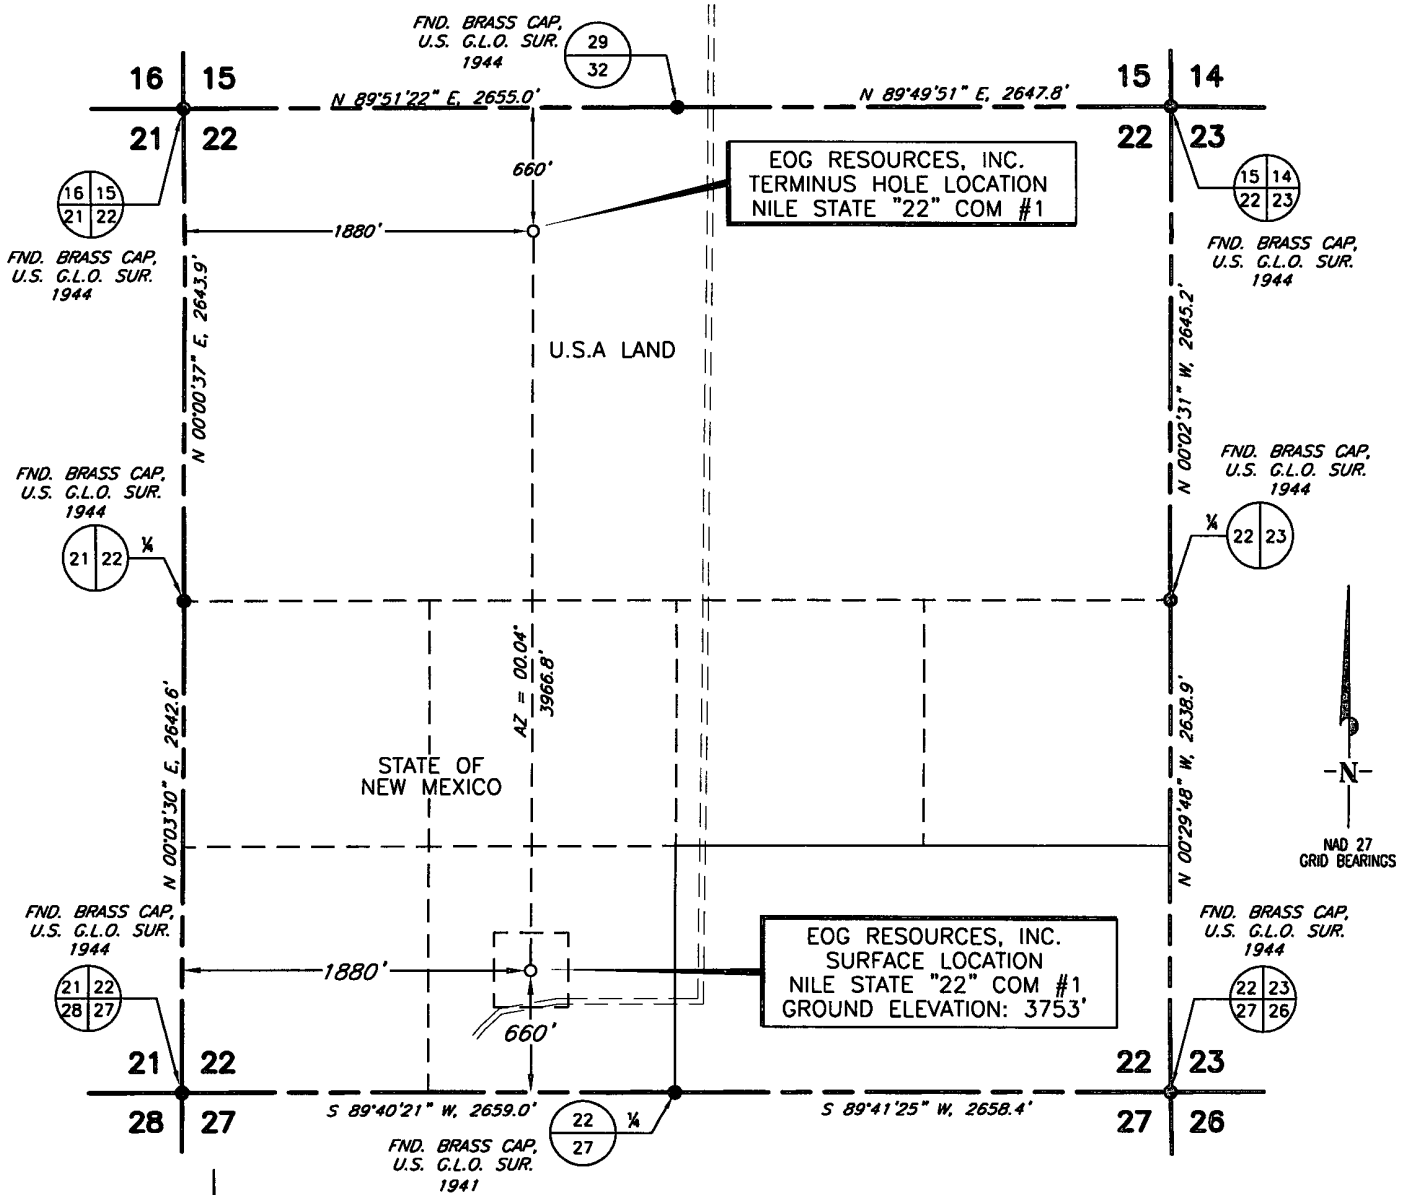 FND. BRASS CAP,
U.S. G.L.O. SUR.
1944
29
32
16 15
21 22
N 89°51'22" E, 2655.0'
N 89°49'51" E, 2647.8'
15 14
22 23
660'
EOG RESOURCES, INC.
TERMINUS HOLE LOCATION
NILE STATE "22" COM #1
16 15
21 22
FND. BRASS CAP,
U.S. G.L.O. SUR.
1944
15 14
22 23
FND. BRASS CAP,
U.S. G.L.O. SUR.
1944
1880'
N 00°00'37" E, 2643.9'
U.S.A LAND
N 00°02'31" W, 2645.2'
FND. BRASS CAP,
U.S. G.L.O. SUR.
1944
21 22
¼
FND. BRASS CAP,
U.S. G.L.O. SUR.
1944
¼
22 23
AZ = 00.04°
3966.8'
N 00°03'30" E, 2642.6'
STATE OF
NEW MEXICO
N 00°29'48" W, 2638.9'
-N-
NAD 27
GRID BEARINGS
FND. BRASS CAP,
U.S. G.L.O. SUR.
1944
21 22
28 27
1880'
660'
EOG RESOURCES, INC.
SURFACE LOCATION
NILE STATE "22" COM #1
GROUND ELEVATION: 3753'
FND. BRASS CAP,
U.S. G.L.O. SUR.
1944
22 23
27 26
21 22
28 27
S 89°40'21" W, 2659.0'
S 89°41'25" W, 2658.4'
22 23
27 26
22
27
¼
FND. BRASS CAP,
U.S. G.L.O. SUR.
1941